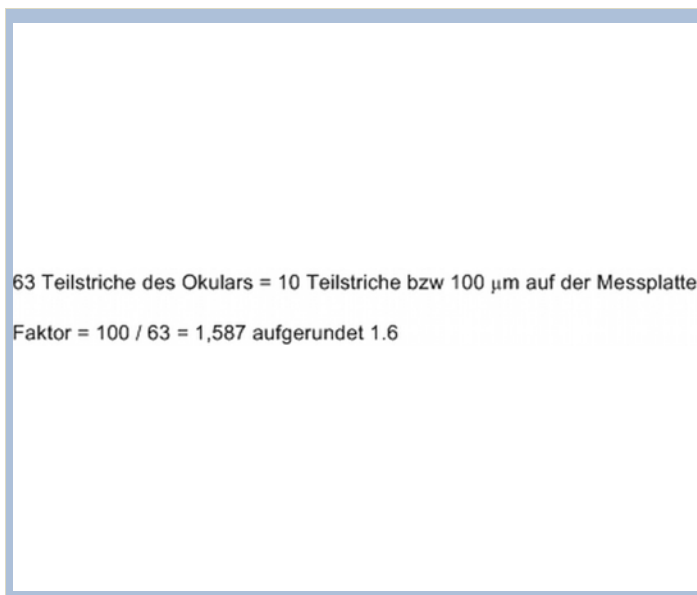 63 Teilstriche des Okulars = 10 Teilstriche bzw 100 µm auf der Messplatte
Faktor = 100 / 63 = 1,587 aufgerundet 1.6